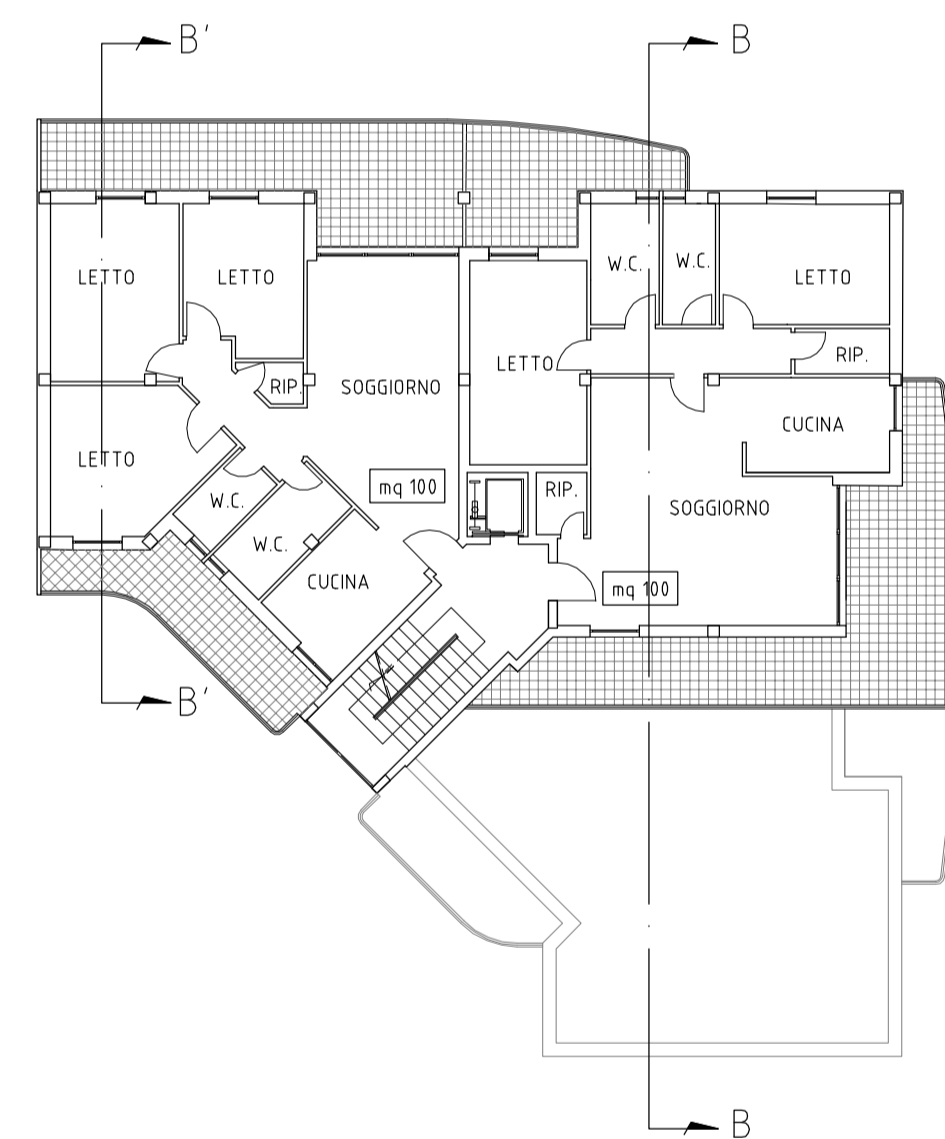 B'
B
W.C.
W.C.
LETTO
LETTO
LETTO
RIP.
LETTO
RIP.
SOGGIORNO
CUCINA
LETTO
mq 100
RIP.
W.C.
SOGGIORNO
W.C.
CUCINA
mq 100
B'
B